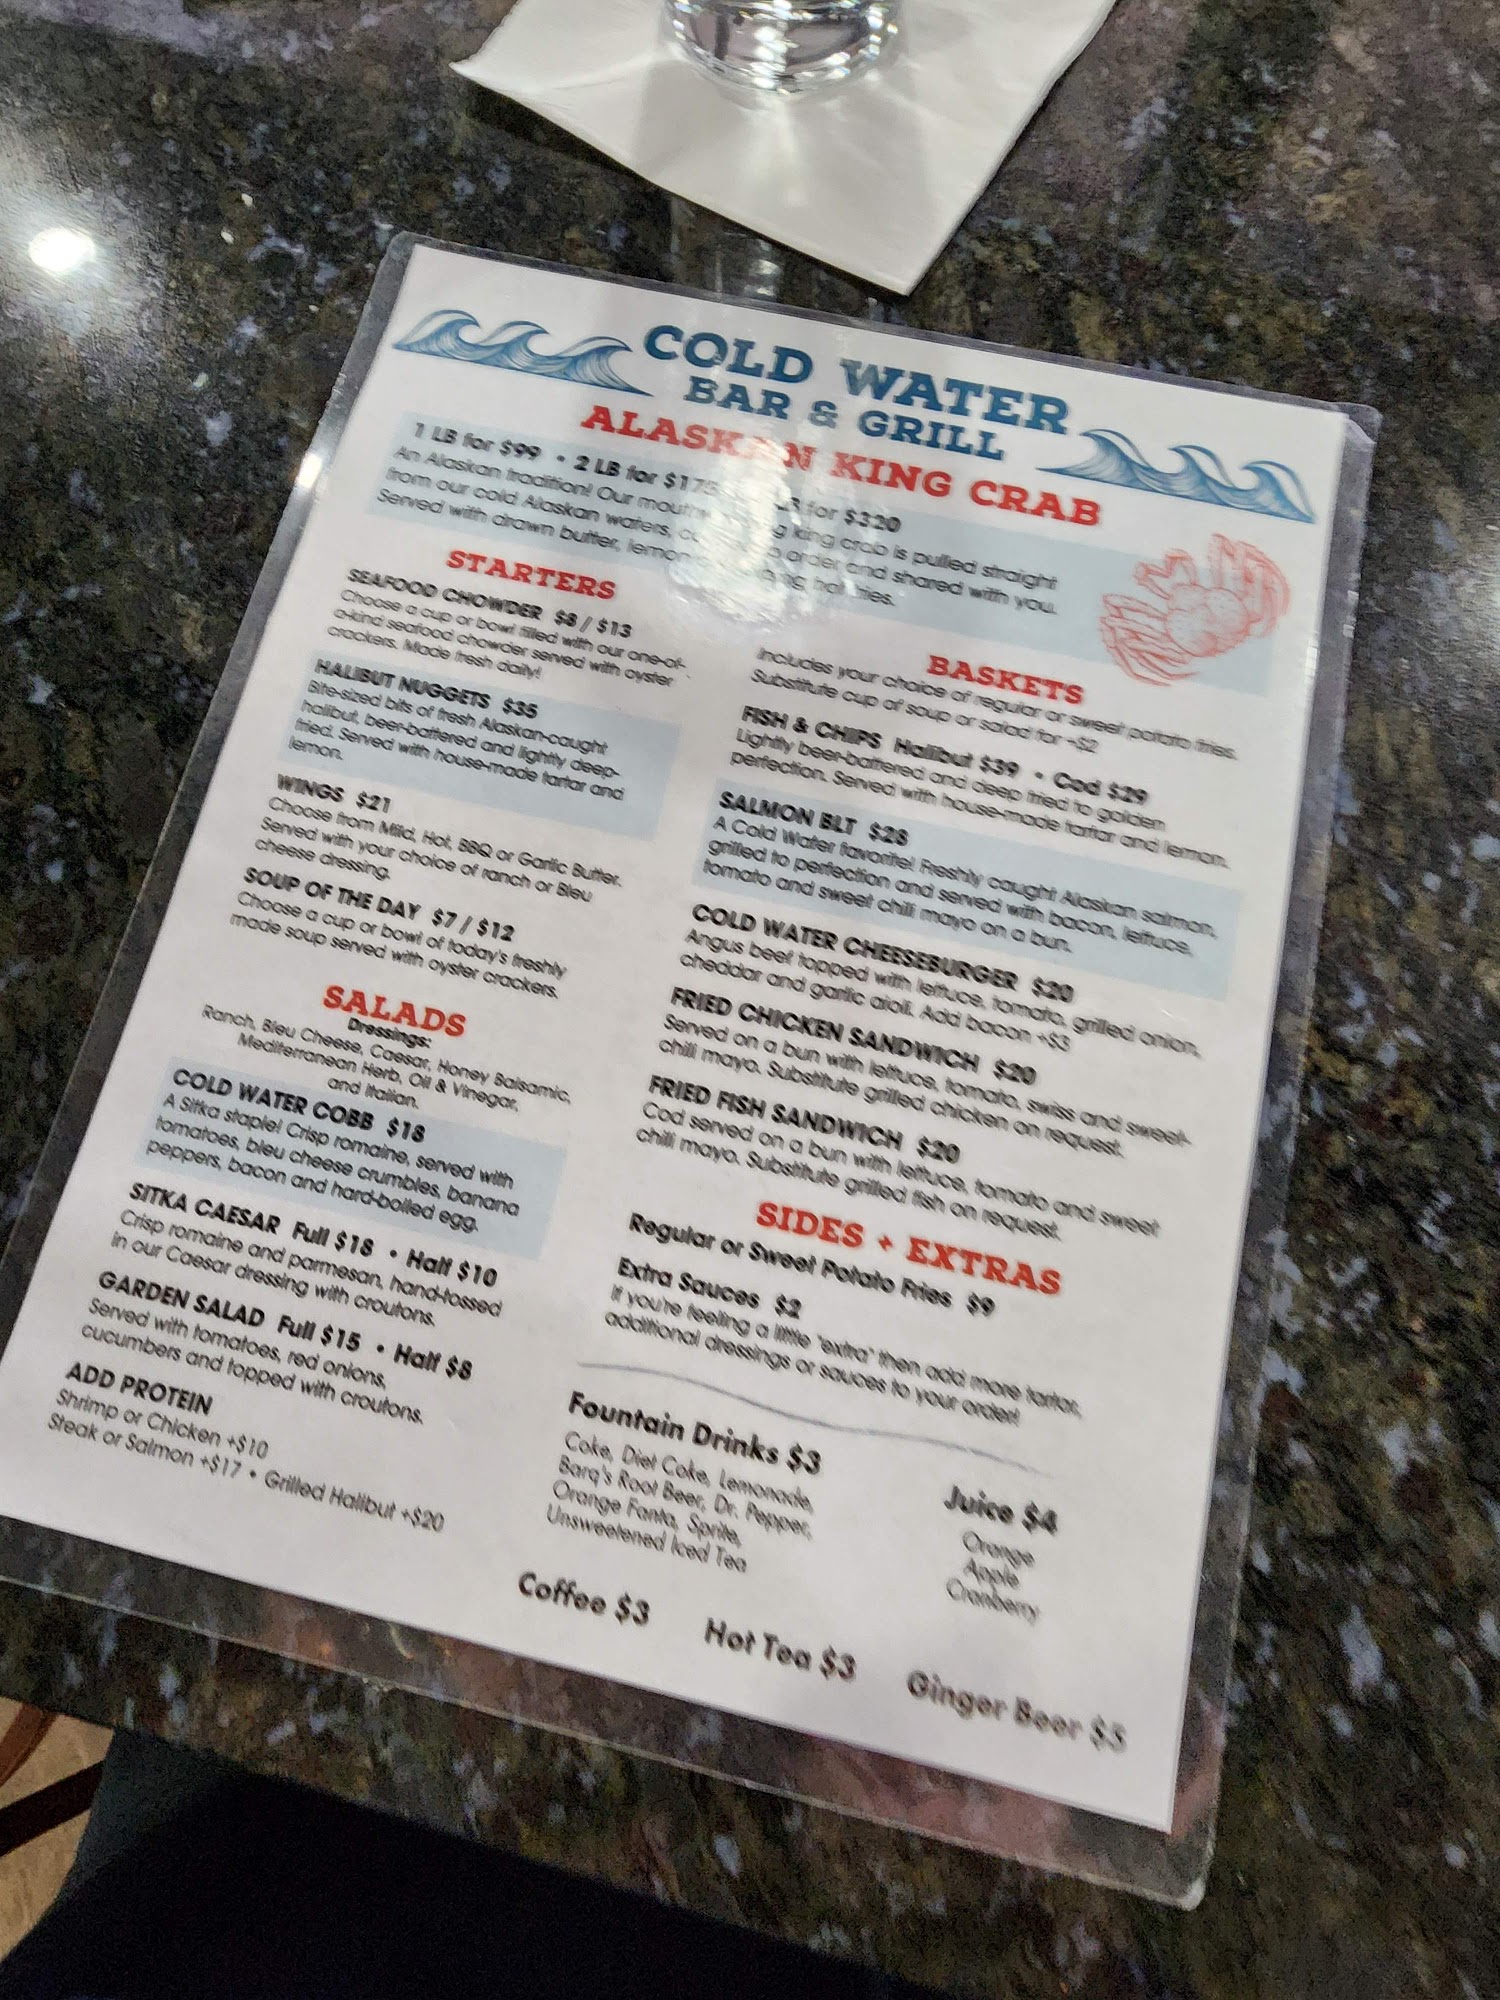 COLD WATER
BAR & GRILL
ALASKAN KING CRAB
1 LB for $99 • 2 LB for $175 for $320
An Alaskan tradition! Our king crab is pulled straight
from our cold Alaskan waters, order and shared with you.
Served with drawn butter, lemon hot fries.
STARTERS
SEAFOOD CHOWDER $8 / $13
Choose a cup or bowl filled with our one-of-
a-kind seafood chowder served with oyster
crackers. Made fresh daily!
HALIBUT NUGGETS $35
Bite-sized bits of fresh Alaskan-caught
halibut, beer-battered and lightly deep-
fried. Served with house-made tartar and
lemon.
WINGS $21
Choose from Mild, Hot, BBQ or Garlic Butter.
Served with your choice of ranch or Bleu
cheese dressing.
SOUP OF THE DAY $7 / $12
Choose a cup or bowl of today's freshly
made soup served with oyster crackers.
SALADS
Dressings:
Ranch, Bleu Cheese, Caesar, Honey Balsamic,
Mediterranean Herb, Oil & Vinegar,
and Italian.
COLD WATER COBB $18
A Sitka staple! Crisp romaine, served with
tomatoes, bleu cheese crumbles, banana
peppers, bacon and hard-boiled egg.
SITKA CAESAR Full $18 • Half $10
Crisp romaine and parmesan, hand-tossed
in our Caesar dressing with croutons.
GARDEN SALAD Full $15 • Half $8
Served with tomatoes, red onions,
cucumbers and topped with croutons.
ADD PROTEIN
Shrimp or Chicken +$10
Steak or Salmon +$17 • Grilled Halibut +$20
BASKETS
Includes your choice of regular or sweet potato fries.
Substitute cup of soup or salad for +$2
FISH & CHIPS Halibut $39 • Cod $29
Lightly beer-battered and deep fried to golden
perfection. Served with house-made tartar and lemon.
SALMON BLT $28
A Cold Water favorite! Freshly caught Alaskan salmon,
grilled to perfection and served with bacon, lettuce,
tomato and sweet chili mayo on a bun.
COLD WATER CHEESEBURGER $20
Angus beef topped with lettuce, tomato, grilled onion,
cheddar and garlic aioli. Add bacon +$3
FRIED CHICKEN SANDWICH $20
Served on a bun with lettuce, tomato, swiss and sweet-
chili mayo. Substitute grilled chicken on request.
FRIED FISH SANDWICH $20
Cod served on a bun with lettuce, tomato and sweet
chili mayo. Substitute grilled fish on request.
SIDES + EXTRAS
Regular or Sweet Potato Fries $9
Extra Sauces $2
If you're feeling a little 'extra' then add more tartar,
additional dressings or sauces to your order!
Fountain Drinks $3
Coke, Diet Coke, Lemonade,
Barq's Root Beer, Dr. Pepper,
Orange Fanta, Sprite,
Unsweetened Iced Tea
Juice $4
Orange
Apple
Cranberry
Coffee $3 Hot Tea $3 Ginger Beer $5